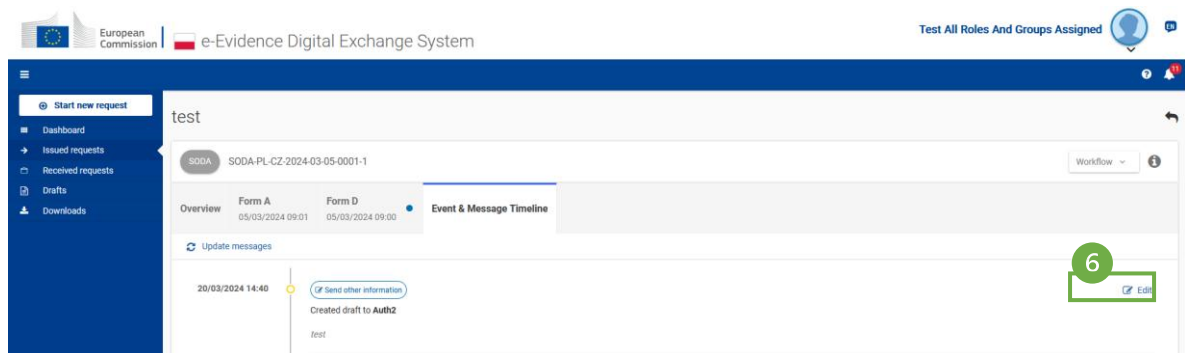 European
Commission
e-Evidence Digital Exchange System
Test All Roles And Groups Assigned
EN
11
Start new request
Dashboard
Issued requests
Received requests
Drafts
Downloads
test
SODA
SODA-PL-CZ-2024-03-05-0001-1
Workflow
Overview
Form A
05/03/2024 09:01
Form D
05/03/2024 09:00
Event & Message Timeline
Update messages
6
20/03/2024 14:40
Send other information
Edit
Created draft to Auth2
test